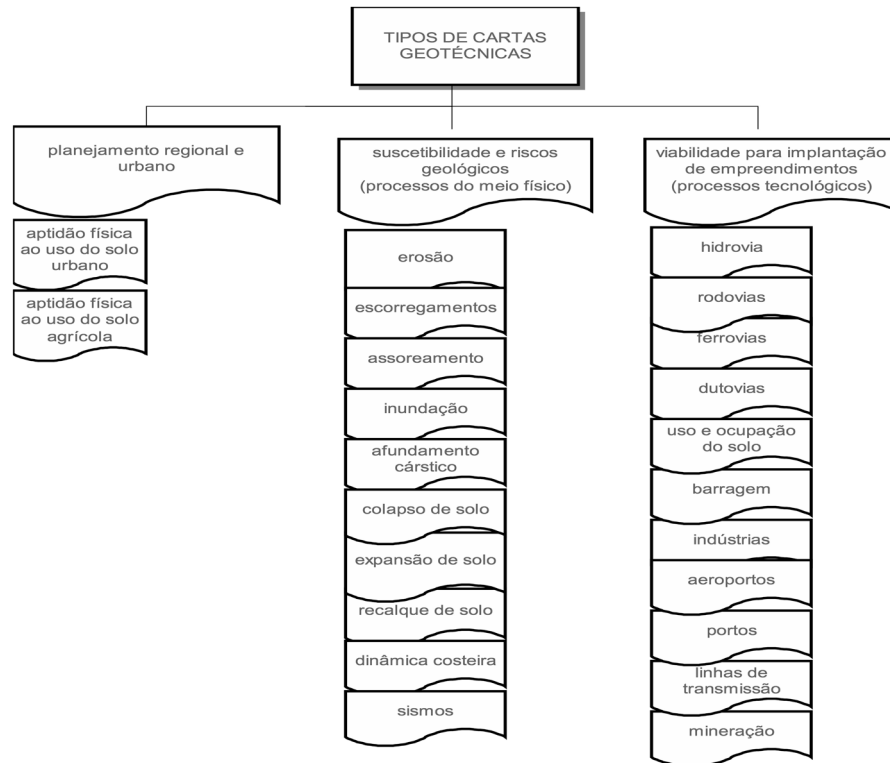 TIPOS DE CARTAS
GEOTÉCNICAS
planejamento regional e
urbano
aptidão física
ao uso do solo
urbano
aptidão física
ao uso do solo
agrícola
suscetibilidade e riscos
geológicos
(processos do meio físico)
erosão
escorregamentos
assoreamento
inundação
afundamento
cárstico
colapso de solo
expansão de solo
recalque de solo
dinâmica costeira
sismos
viabilidade para implantação
de empreendimentos
(processos tecnológicos)
hidrovia
rodovias
ferrovias
dutovias
uso e ocupação
do solo
barragem
indústrias
aeroportos
portos
linhas de
transmissão
mineração